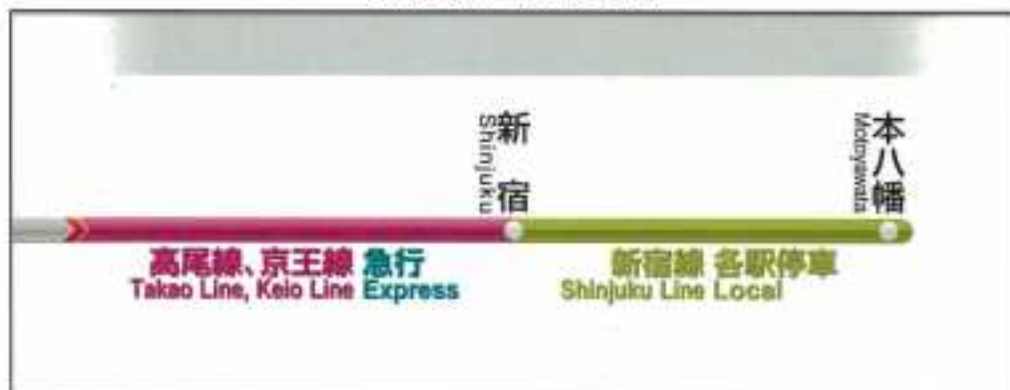 新宿
Shinjuku
本八幡
Motoyawata
高尾線、京王線 急行
Takao Line, Keio Line Express
新宿線 各駅停車
Shinjuku Line Local